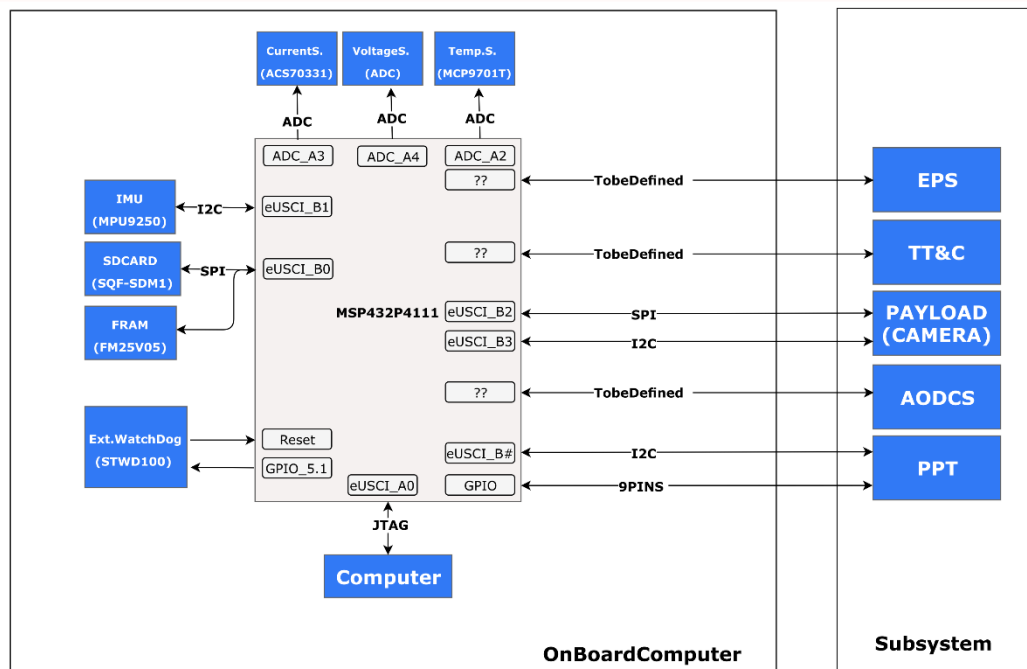 CurrentS.
(ACS70331)
VoltageS.
(ADC)
Temp.S.
(MCP9701T)
ADC
ADC
ADC
ADC_A3
ADC_A4
ADC_A2
??
TobeDefined
EPS
IMU
(MPU9250)
I2C
eUSCI_B1
SDCARD
(SQF-SDM1)
SPI
eUSCI_B0
??
TobeDefined
TT&C
FRAM
(FM25V05)
MSP432P4111
eUSCI_B2
SPI
eUSCI_B3
I2C
PAYLOAD
(CAMERA)
??
TobeDefined
AODCS
Ext.WatchDog
(STWD100)
Reset
GPIO_5.1
eUSCI_B#
I2C
PPT
eUSCI_A0
GPIO
9PINS
JTAG
Computer
OnBoardComputer
Subsystem